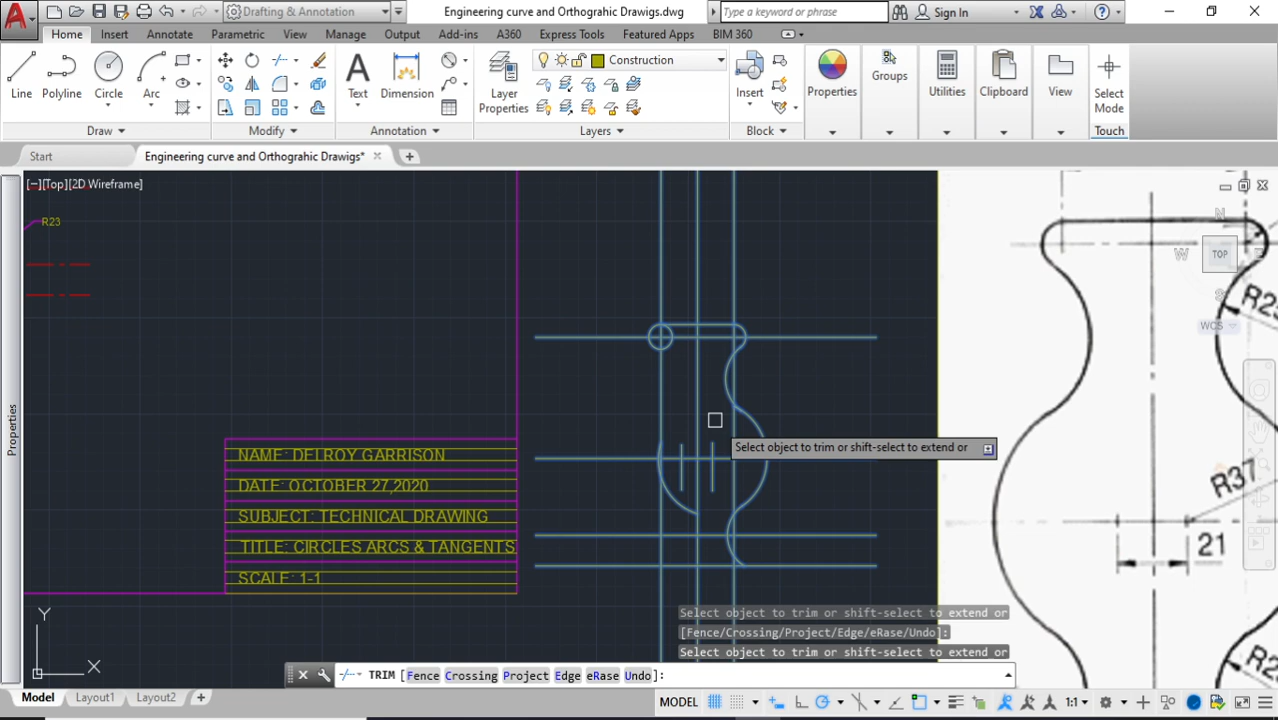 Drafting & Annotation
Engineering curve and Orthograhic Drawigs.dwg
Type a keyword or phrase
Sign In
Home
Insert
Annotate
Parametric
View
Manage
Output
Add-ins
A360
Express Tools
Featured Apps
BIM 360
Construction
Line
Polyline
Circle
Arc
Text
Dimension
Layer
Properties
Insert
Properties
Groups
Utilities
Clipboard
View
Select
Mode
Draw
Modify
Annotation
Layers
Block
Touch
Start
Engineering curve and Orthograhic Drawigs*
[−][Top][2D Wireframe]
R23
N
W
TOP
S
WCS
R37
21
Properties
Select object to trim or shift-select to extend or
NAME: DELROY GARRISON
DATE: OCTOBER 27,2020
SUBJECT: TECHNICAL DRAWING
TITLE: CIRCLES ARCS & TANGENTS
SCALE: 1-1
Y
X
Select object to trim or shift-select to extend or
[Fence/Crossing/Project/Edge/eRase/Undo]:
Select object to trim or shift-select to extend or
TRIM [Fence Crossing Project Edge eRase Undo]:
Model
Layout1
Layout2
MODEL
1:1